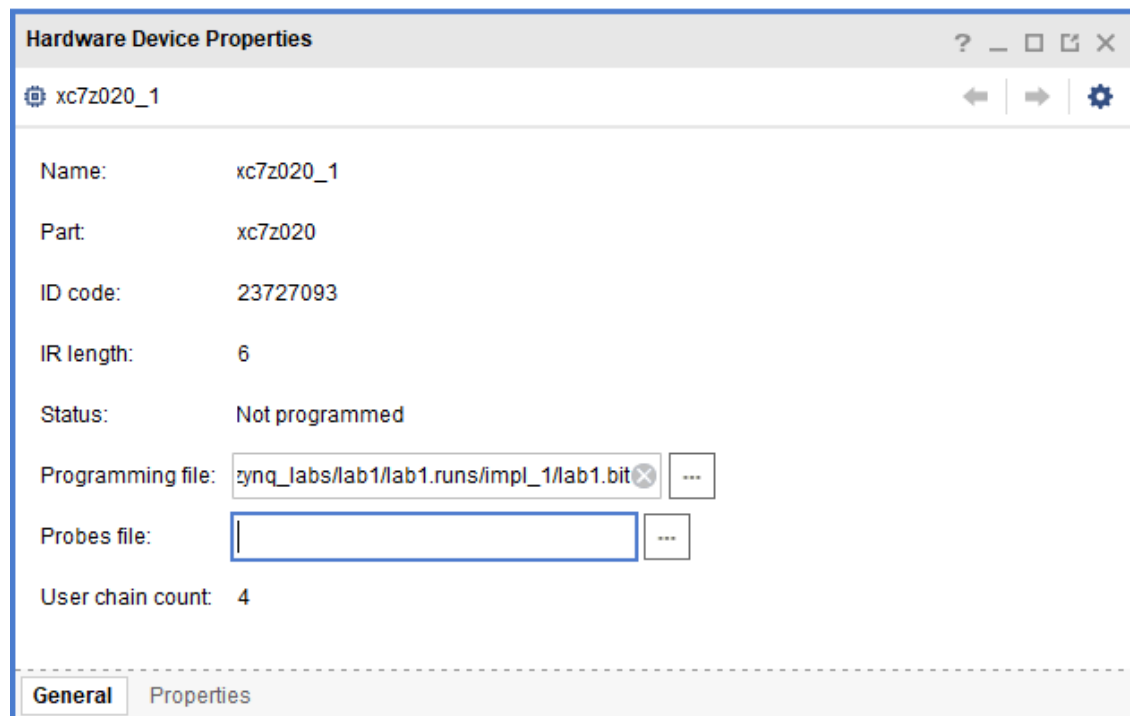 Hardware Device Properties
xc7z020_1
Name: xc7z020_1
Part: xc7z020
ID code: 23727093
IR length: 6
Status: Not programmed
Programming file: zynq_labs/lab1/lab1.runs/impl_1/lab1.bit ...
Probes file: ...
User chain count: 4
General Properties